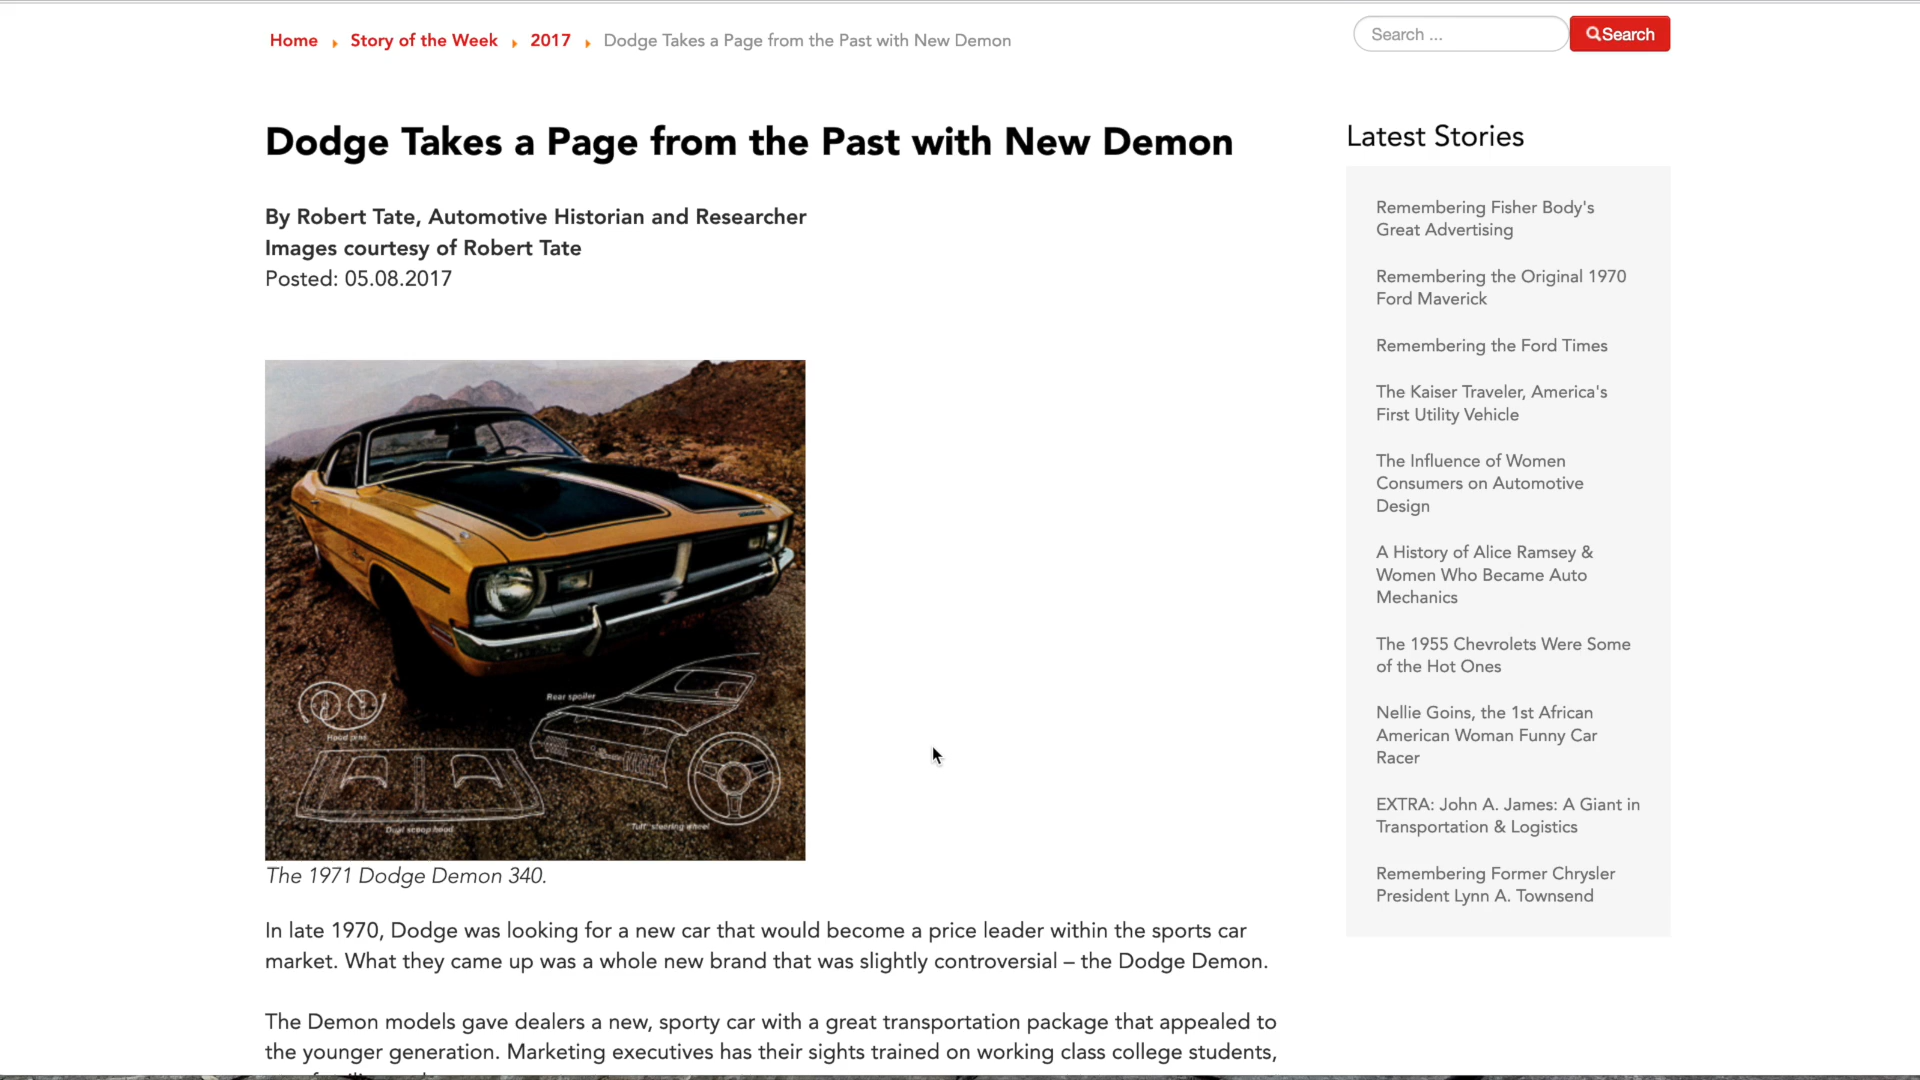 Home Story of the Week 2017 Dodge Takes a Page from the Past with New Demon
Search ...
Search
Dodge Takes a Page from the Past with New Demon
By Robert Tate, Automotive Historian and Researcher
Images courtesy of Robert Tate
Posted: 05.08.2017
Rear spoiler
Hood pins
Dual scoop hood
"Tuff" steering wheel
The 1971 Dodge Demon 340.
In late 1970, Dodge was looking for a new car that would become a price leader within the sports car
market. What they came up was a whole new brand that was slightly controversial – the Dodge Demon.
The Demon models gave dealers a new, sporty car with a great transportation package that appealed to
the younger generation. Marketing executives has their sights trained on working class college students,
Latest Stories
Remembering Fisher Body's
Great Advertising
Remembering the Original 1970
Ford Maverick
Remembering the Ford Times
The Kaiser Traveler, America's
First Utility Vehicle
The Influence of Women
Consumers on Automotive
Design
A History of Alice Ramsey &
Women Who Became Auto
Mechanics
The 1955 Chevrolets Were Some
of the Hot Ones
Nellie Goins, the 1st African
American Woman Funny Car
Racer
EXTRA: John A. James: A Giant in
Transportation & Logistics
Remembering Former Chrysler
President Lynn A. Townsend